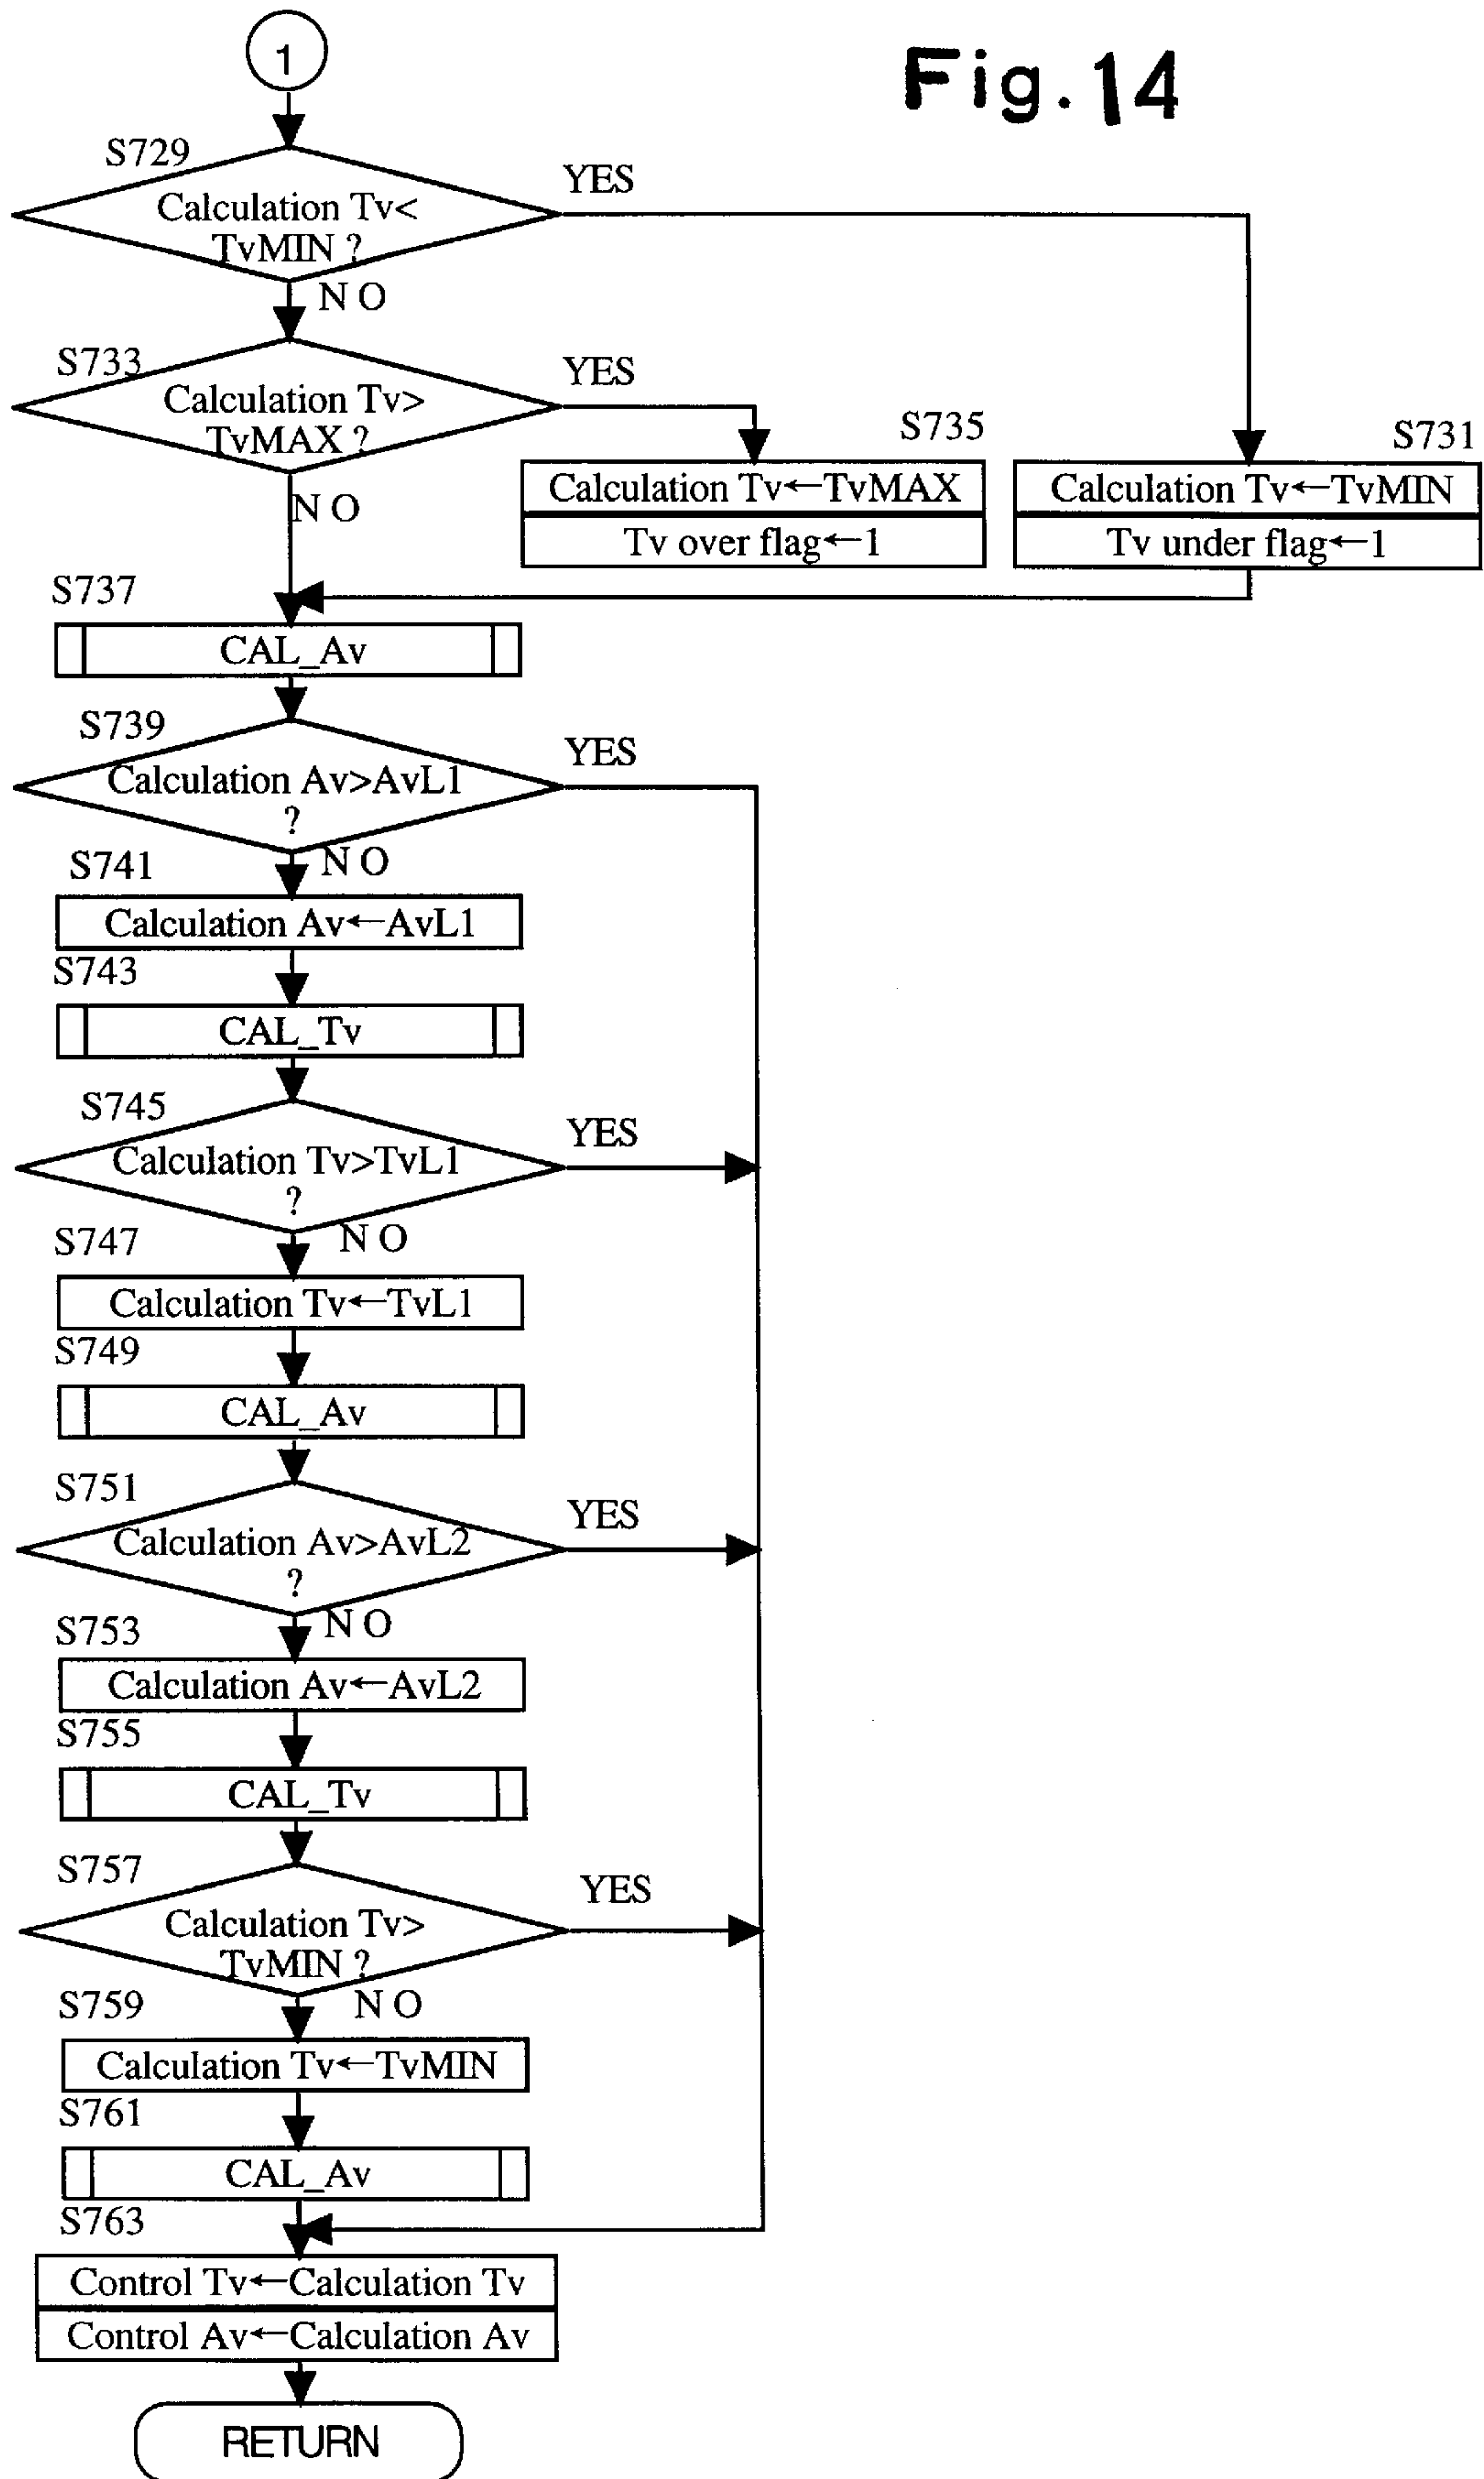 1
Fig.14
S729
Calculation Tv<
TvMIN ?
YES
N O
S733
Calculation Tv>
TvMAX ?
YES
N O
S735
Calculation Tv←TvMAX
Tv over flag←1
S731
Calculation Tv←TvMIN
Tv under flag←1
S737
CAL_Av
S739
Calculation Av>AvL1
?
YES
N O
S741
Calculation Av←AvL1
S743
CAL_Tv
S745
Calculation Tv>TvL1
?
YES
N O
S747
Calculation Tv←TvL1
S749
CAL_Av
S751
Calculation Av>AvL2
?
YES
N O
S753
Calculation Av←AvL2
S755
CAL_Tv
S757
Calculation Tv>
TvMIN ?
YES
N O
S759
Calculation Tv←TvMIN
S761
CAL_Av
S763
Control Tv←Calculation Tv
Control Av←Calculation Av
RETURN